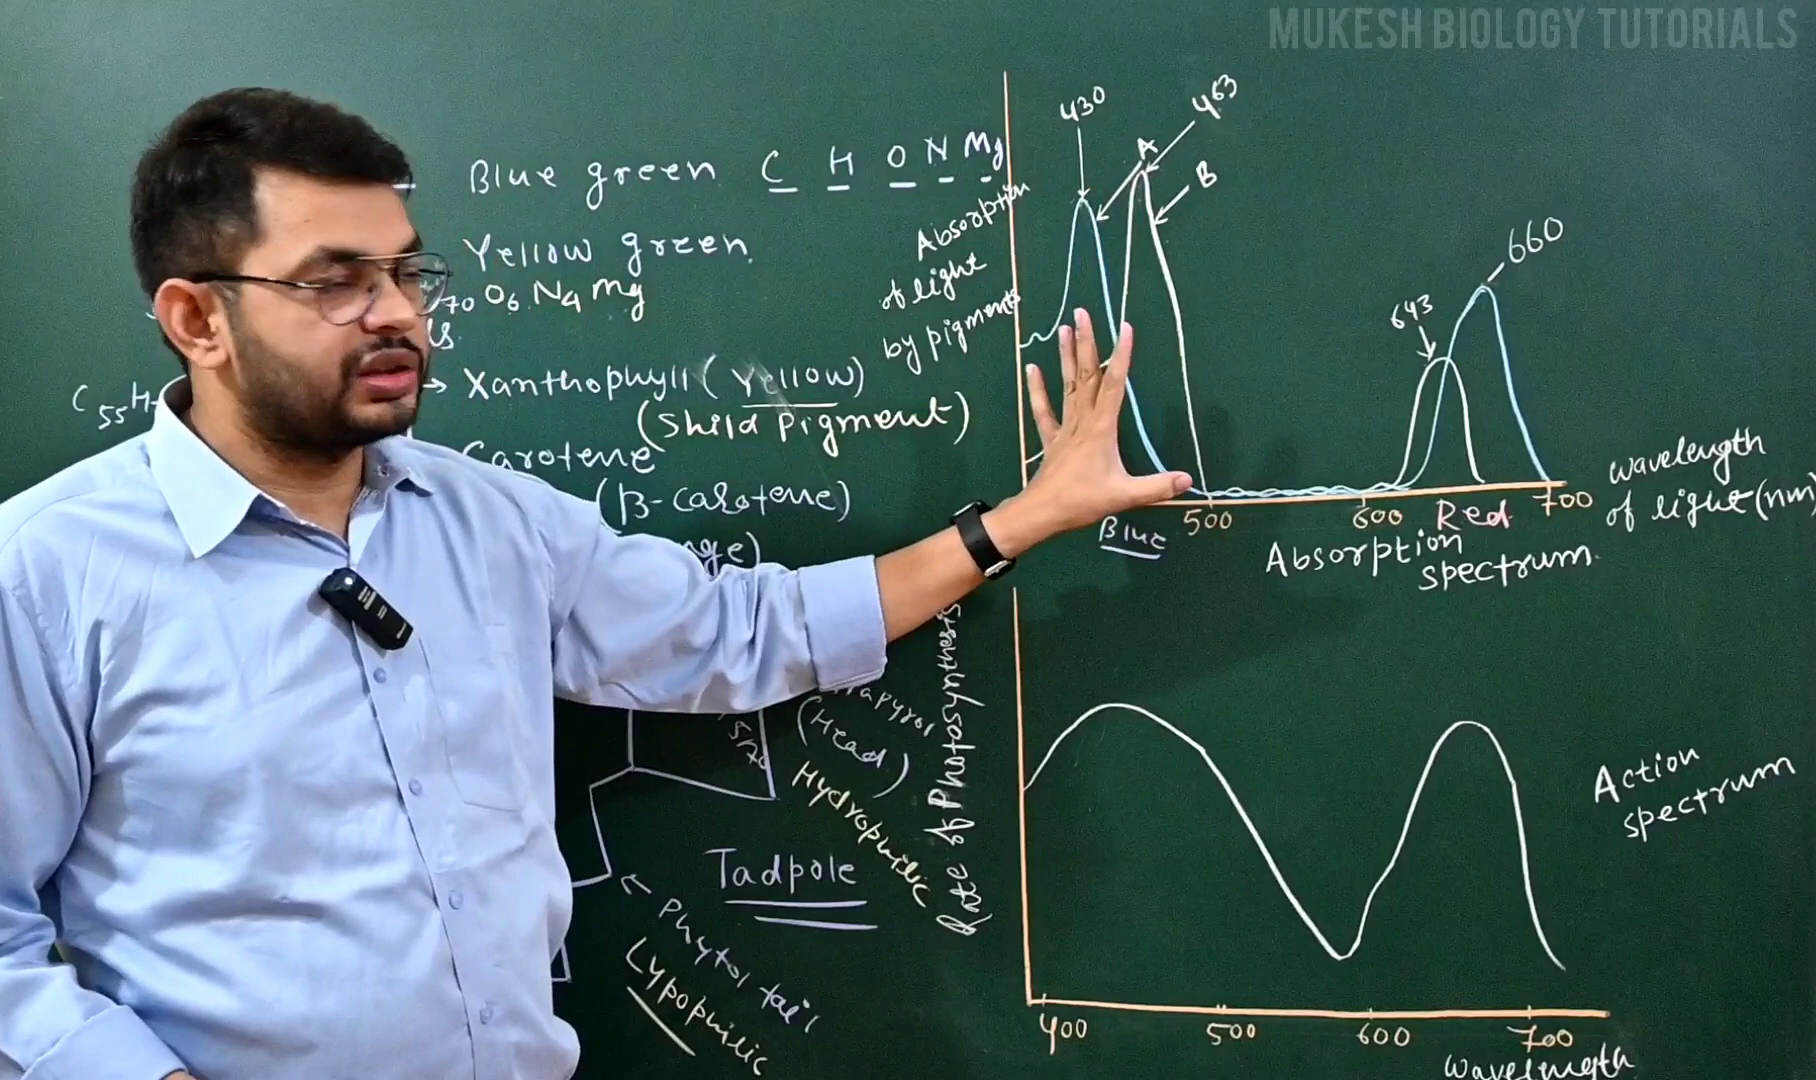 MUKESH BIOLOGY TUTORIALS
Blue green C H O N Mg
Yellow green
70 O6 N4 mg
C55H
→ Xanthophyll (Yellow)
(Shild Pigment)
Carotene
(β-carotene)
nge)
Absorption
of light
by pigments
430
463
A
B
643
660
Blue
500
600
Red
700
wavelength
of light (nm)
Absorption
spectrum.
Rate of Photosynthesis
(Head)
Hydrophilic
Tadpole
Phytol tail
Lypophilic
Action
spectrum
400
500
600
700
wavelength